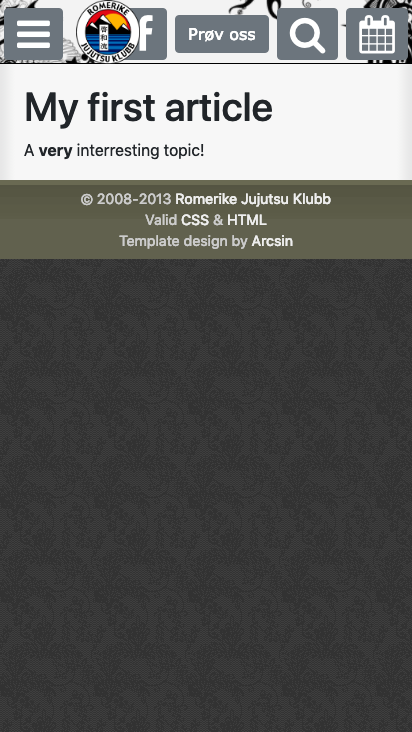 ROMERIKE
JUJUTSU KLUBB
f
Prøv oss
My first article
A very interresting topic!
© 2008-2013 Romerike Jujutsu Klubb
Valid CSS & HTML
Template design by Arcsin